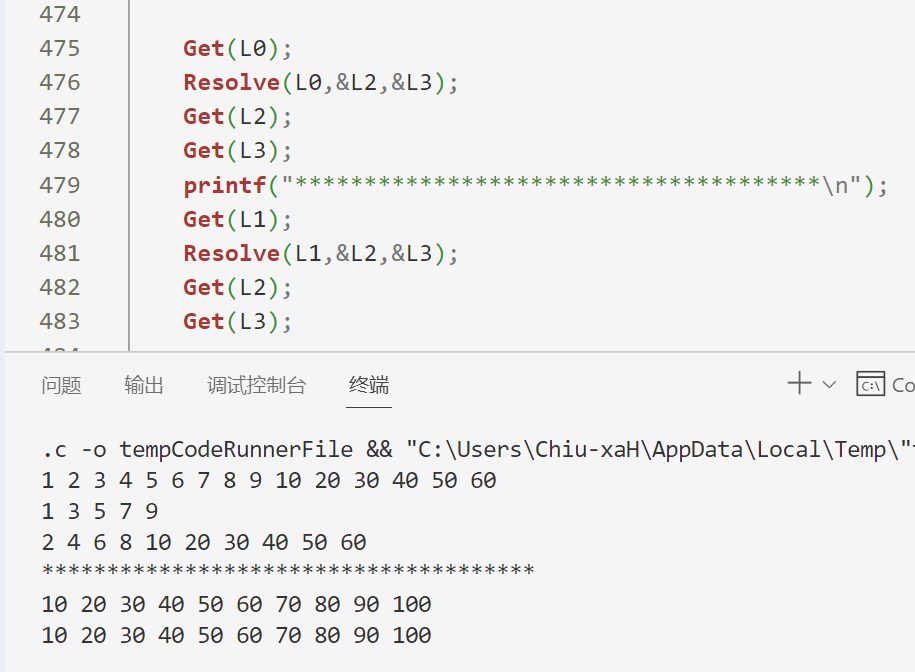 474
475 Get(L0);
476 Resolve(L0,&L2,&L3);
477 Get(L2);
478 Get(L3);
479 printf("**************************************\n");
480 Get(L1);
481 Resolve(L1,&L2,&L3);
482 Get(L2);
483 Get(L3);
问题 输出 调试控制台 终端 Co
.c -o tempCodeRunnerFile && "C:\Users\Chiu-xaH\AppData\Local\Temp\"
1 2 3 4 5 6 7 8 9 10 20 30 40 50 60
1 3 5 7 9
2 4 6 8 10 20 30 40 50 60
**************************************
10 20 30 40 50 60 70 80 90 100
10 20 30 40 50 60 70 80 90 100